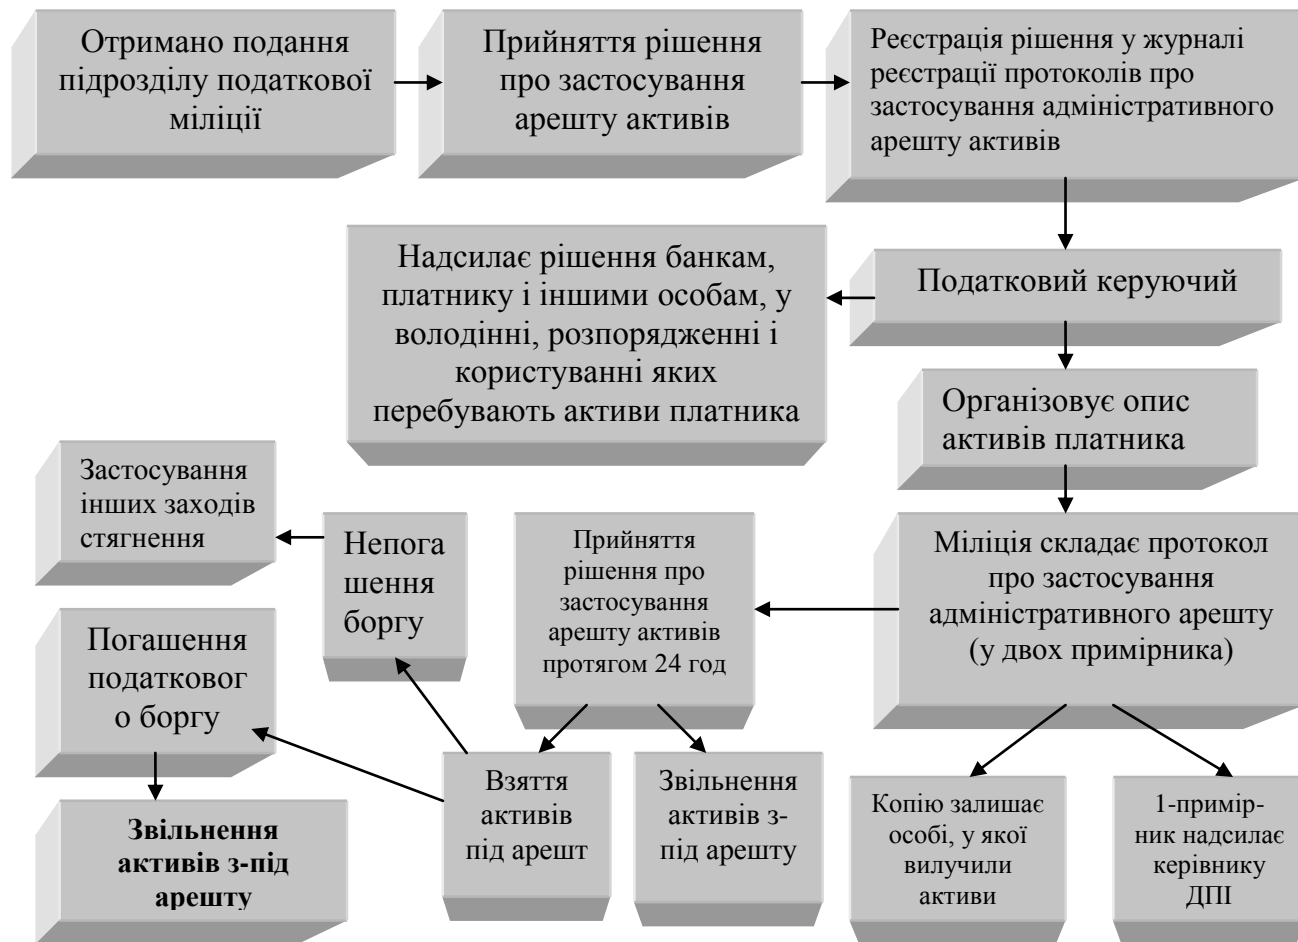 Отримано подання
підрозділу податкової
міліції
Прийняття рішення
про застосування
арешту активів
Реєстрація рішення у журналі
реєстрації протоколів про
застосування адміністративного
арешту активів
Надсилає рішення банкам,
платнику і іншими особам, у
володінні, розпорядженні і
користуванні яких
перебувають активи платника
Податковий керуючий
Організовує опис
активів платника
Застосування
інших заходів
стягнення
Непога
шення
боргу
Прийняття
рішення про
застосування
арешту активів
протягом 24 год
Міліція складає протокол
про застосування
адміністративного арешту
(у двох примірника)
Погашення
податковог
о боргу
Звільнення
активів з-під
арешту
Взяття
активів
під арешт
Звільнення
активів з-
під арешту
Копію залишає
особі, у якої
вилучили
активи
1-примір-
ник надсилає
керівнику
ДПІ